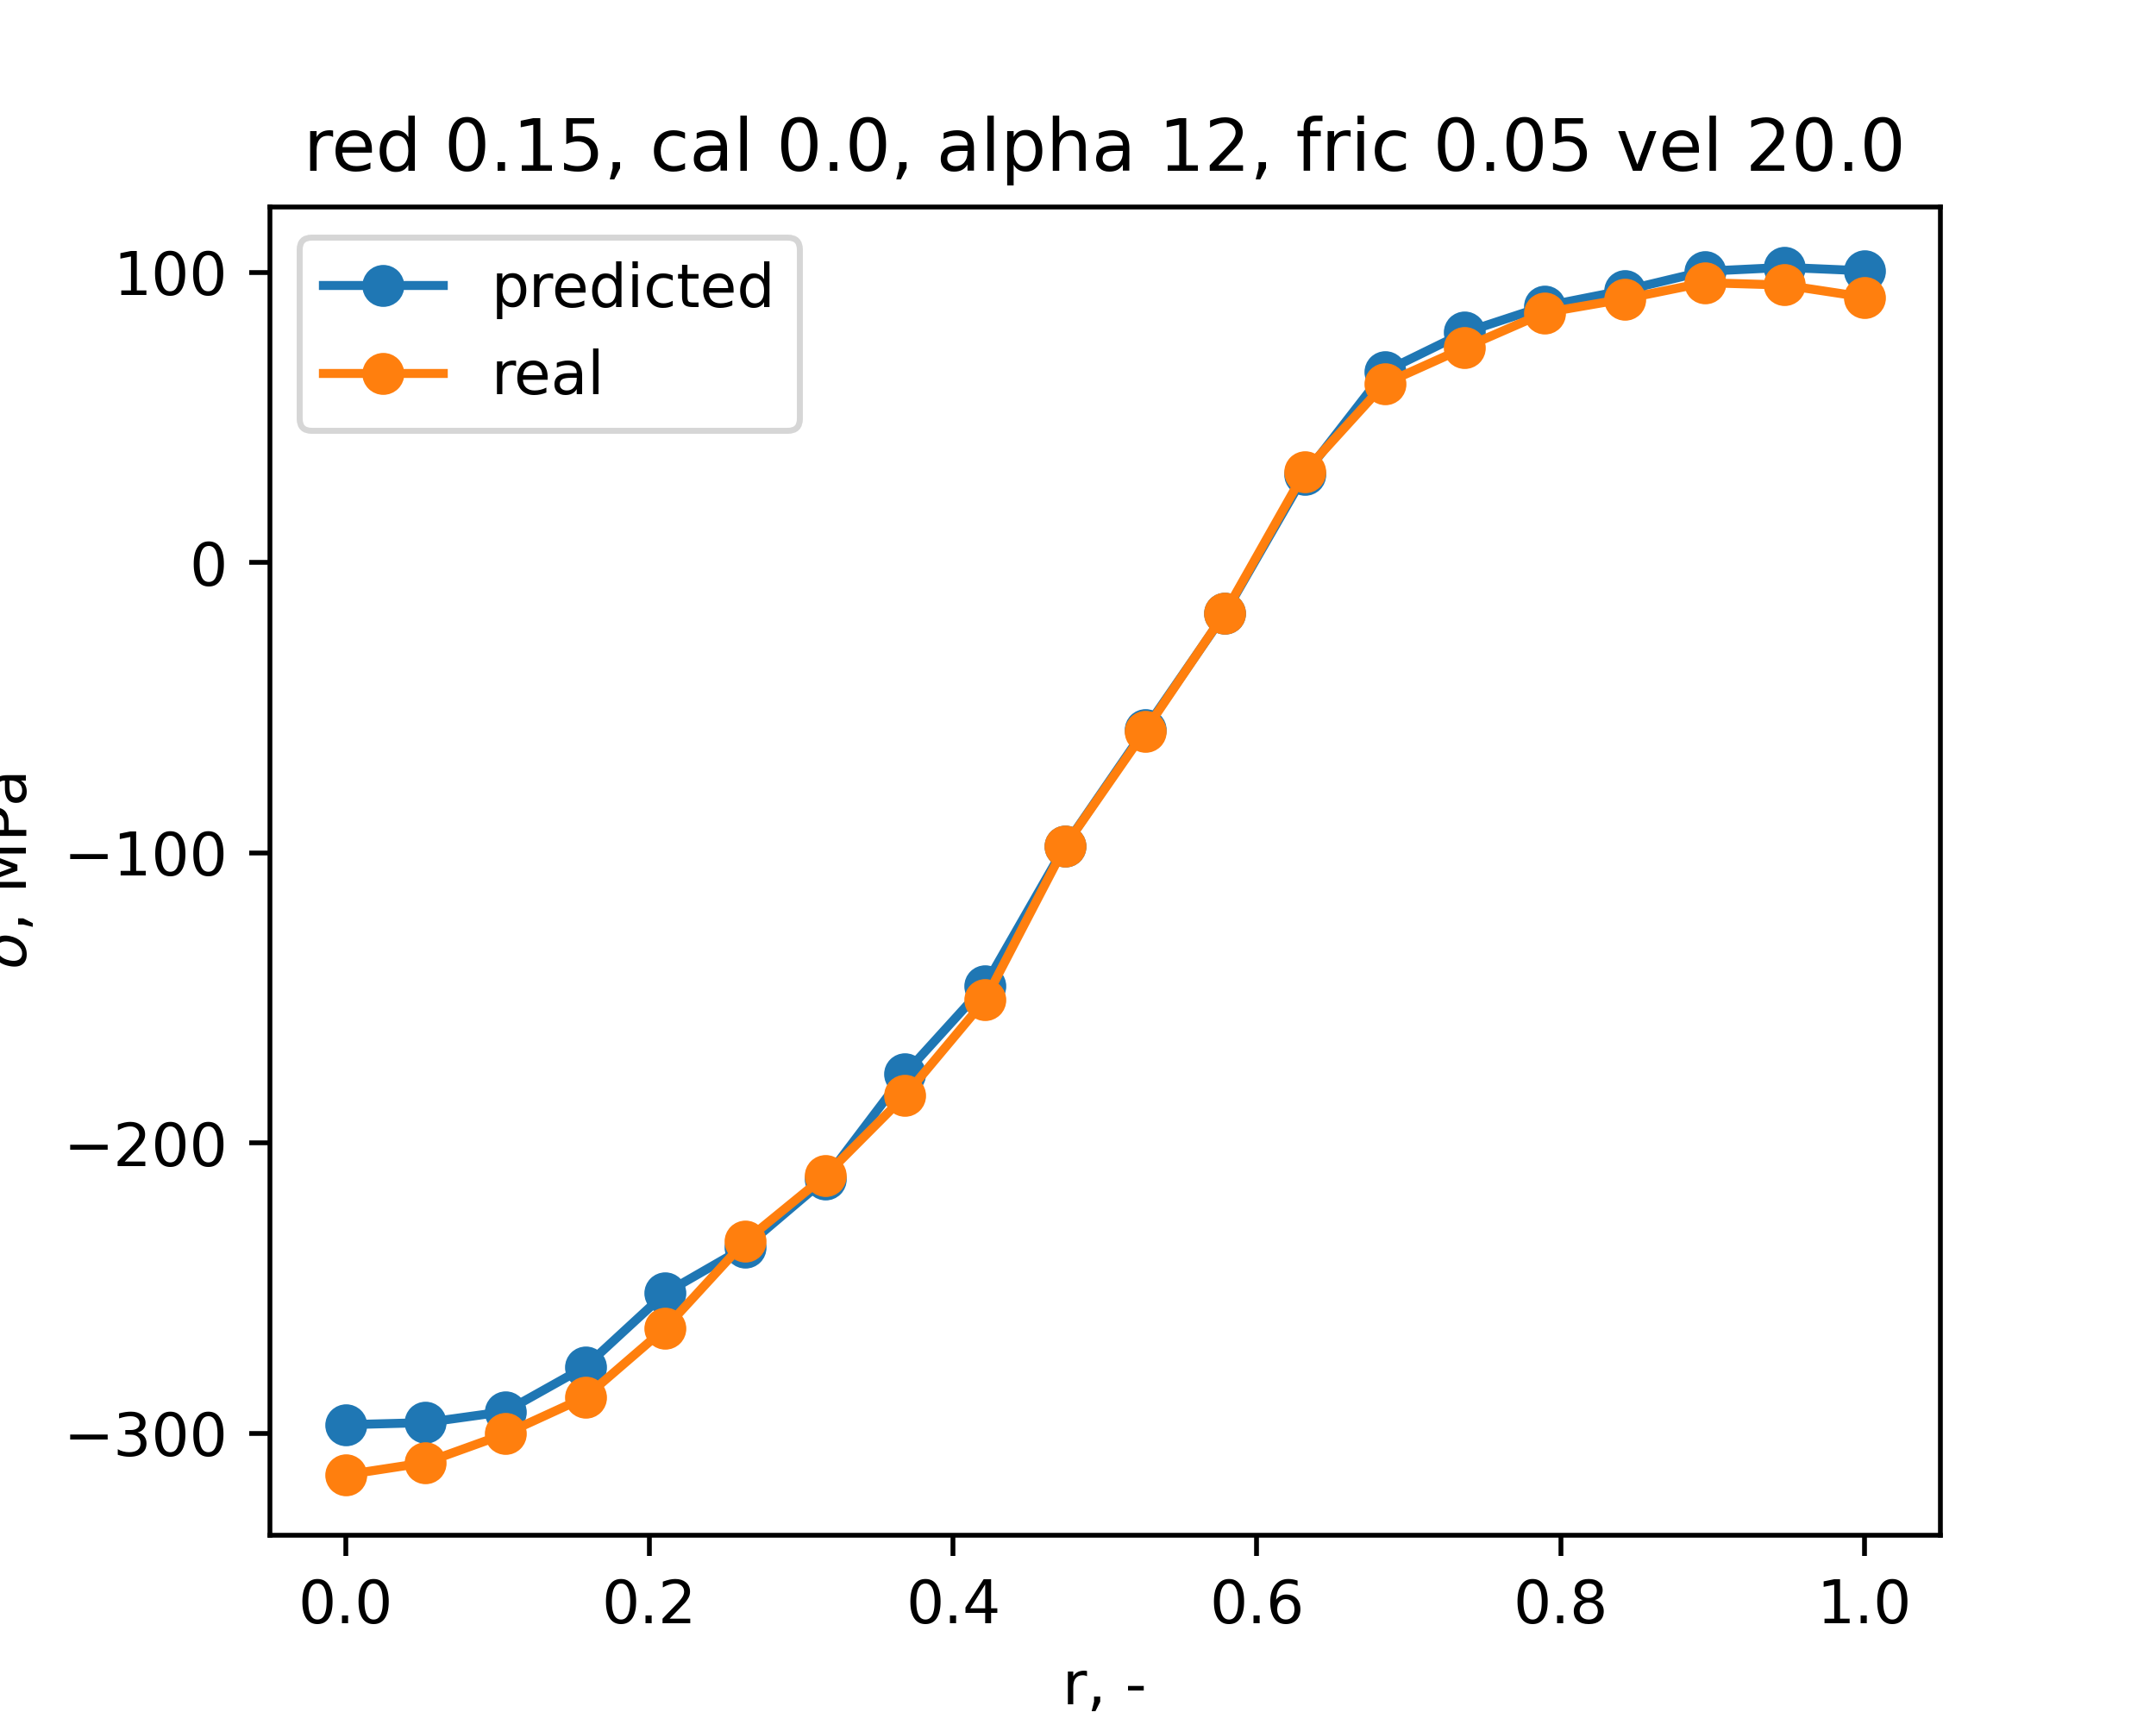 red 0.15, cal 0.0, alpha 12, fric 0.05 vel 20.0
predicted
real
100
0
−100
−200
−300
σ, MPa
0.0 0.2 0.4 0.6 0.8 1.0
r, -